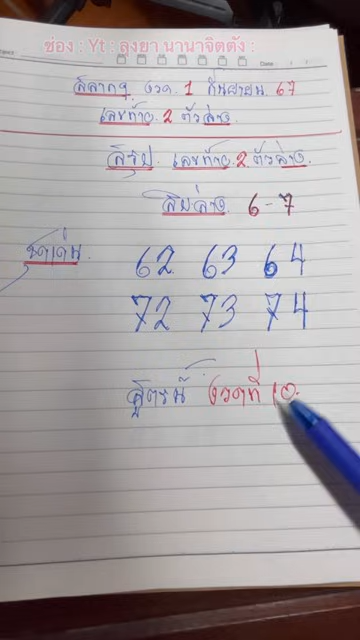 ช่อง : Yt : ลุงยา นานาจิตตัง :
Date
สลากฯ งวด. 1 กันยายน. 67
เลขท้าย. 2 ตัวล่าง.
สรุป. เลขท้าย. 2. ตัวล่าง.
สิบล่าง. 6-7
ชุดเด่น. 62 63 64
72 73 74
สูตรนี้ งวดที่ 10.